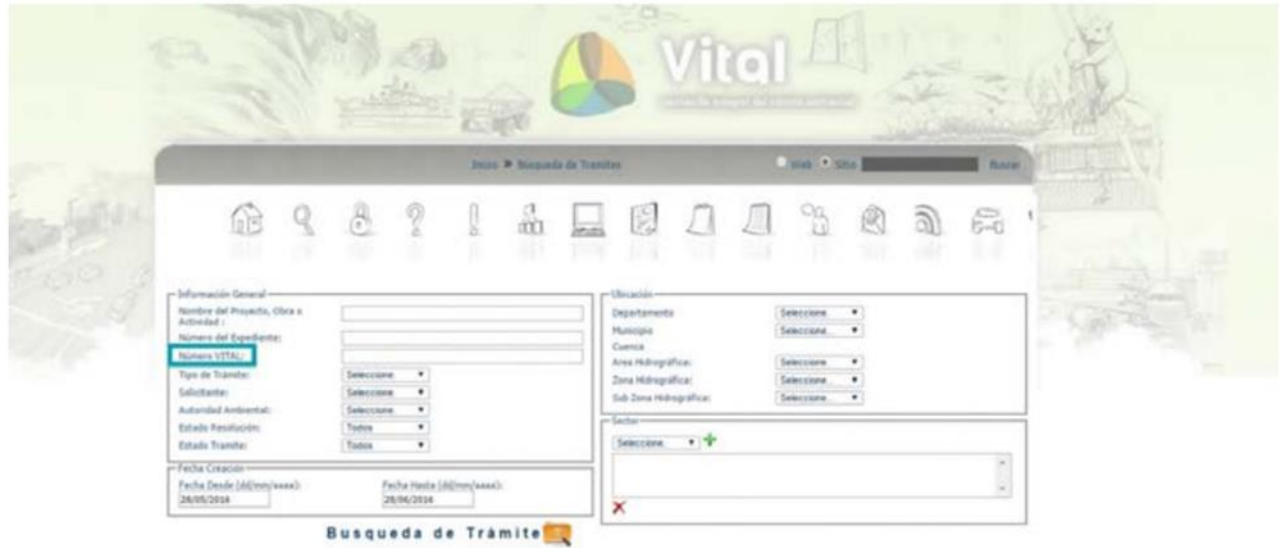 Vital
Inicio » Búsqueda de Tramites
Web
Sitio
Buscar
Información General
Nombre del Proyecto, Obra o
Actividad :
Número del Expediente:
Número VITAL:
Tipo de Trámite: Seleccione.
Solicitante: Seleccione
Autoridad Ambiental: Seleccione.
Estado Resolución: Todos
Estado Tramite: Todos
Fecha Creación
Fecha Desde (dd/mm/aaaa): Fecha Hasta (dd/mm/aaaa):
28/05/2016 28/06/2016
Ubicación
Departamento Seleccione.
Municipio Seleccione.
Cuenca
Area Hidrográfica: Seleccione
Zona Hidrográfica: Seleccione.
Sub Zona Hidrográfica: Seleccione.
Sector
Seleccione.
Busqueda de Trámite